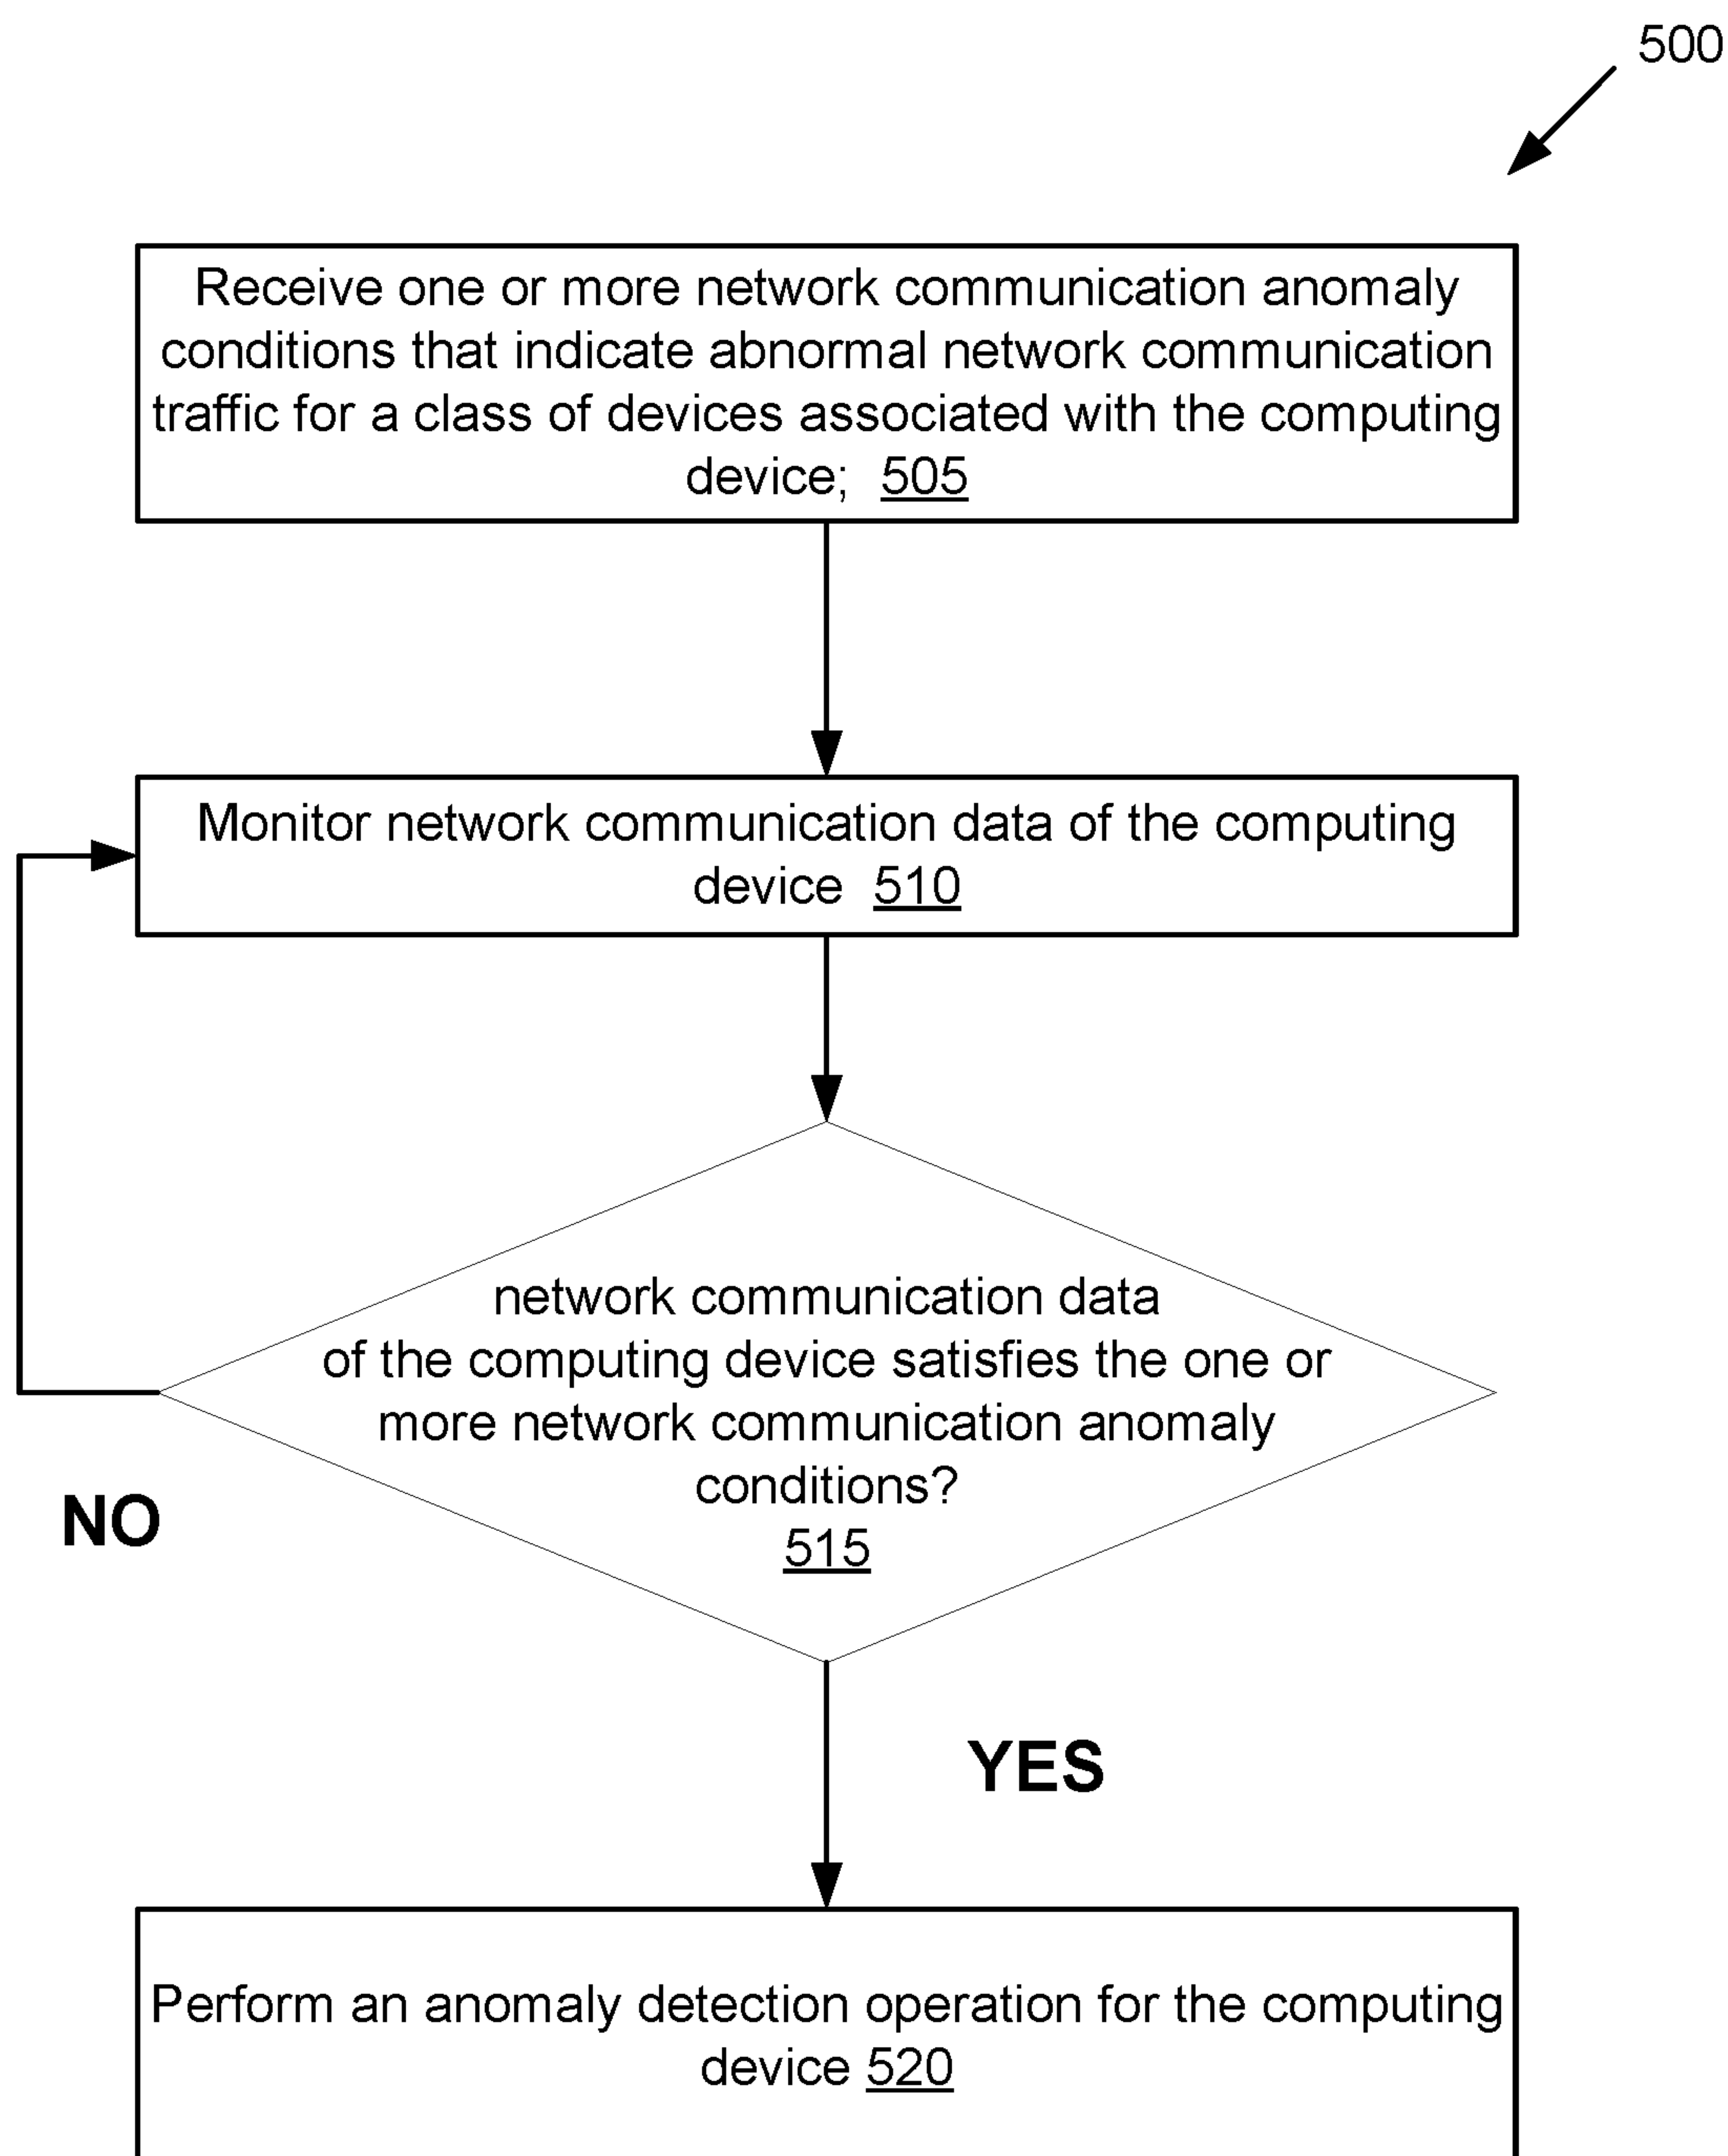 500
Receive one or more network communication anomaly
conditions that indicate abnormal network communication
traffic for a class of devices associated with the computing
device; 505
Monitor network communication data of the computing
device 510
network communication data
of the computing device satisfies the one or
more network communication anomaly
conditions?
515
NO
YES
Perform an anomaly detection operation for the computing
device 520